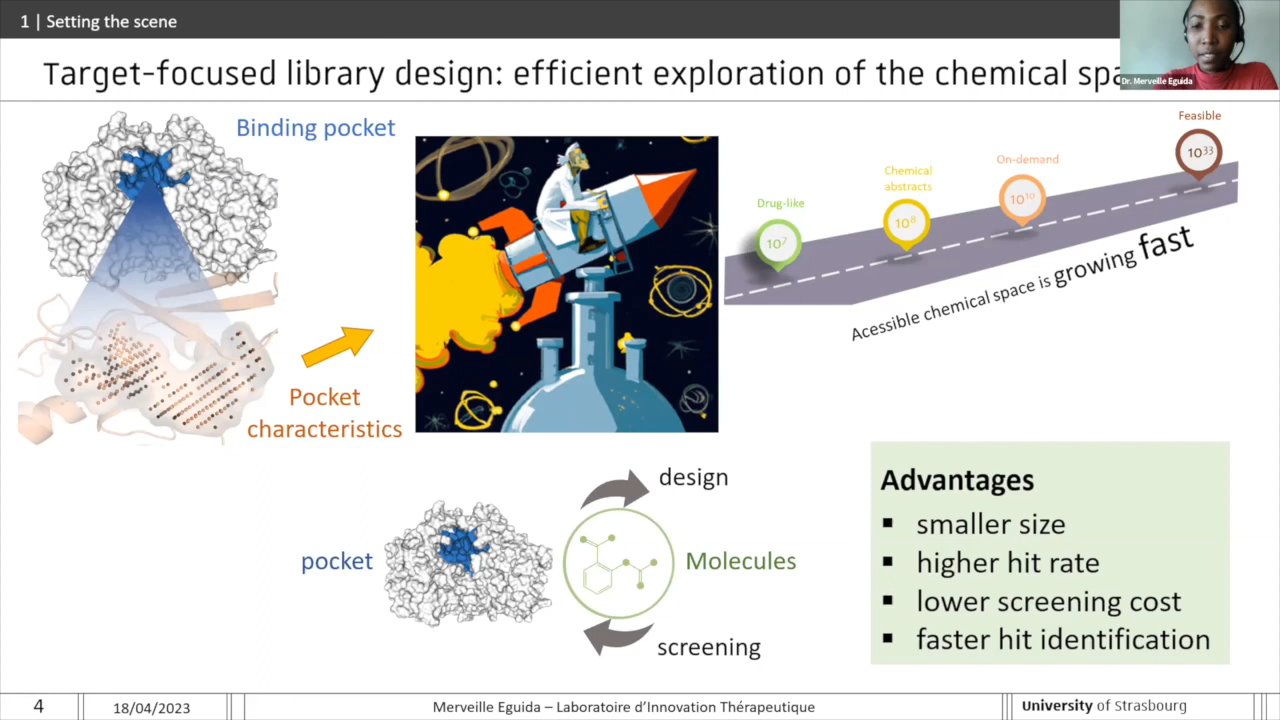 1 | Setting the scene
Target-focused library design: efficient exploration of the chemical spa
Dr. Merveille Eguida
Binding pocket
Pocket
characteristics
Drug-like
10⁷
Chemical
abstracts
10⁸
On-demand
10¹⁰
Feasible
10³³
Acessible chemical space is growing fast
pocket
design
Molecules
screening
Advantages
▪ smaller size
▪ higher hit rate
▪ lower screening cost
▪ faster hit identification
4
18/04/2023
Merveille Eguida – Laboratoire d’Innovation Thérapeutique
University of Strasbourg